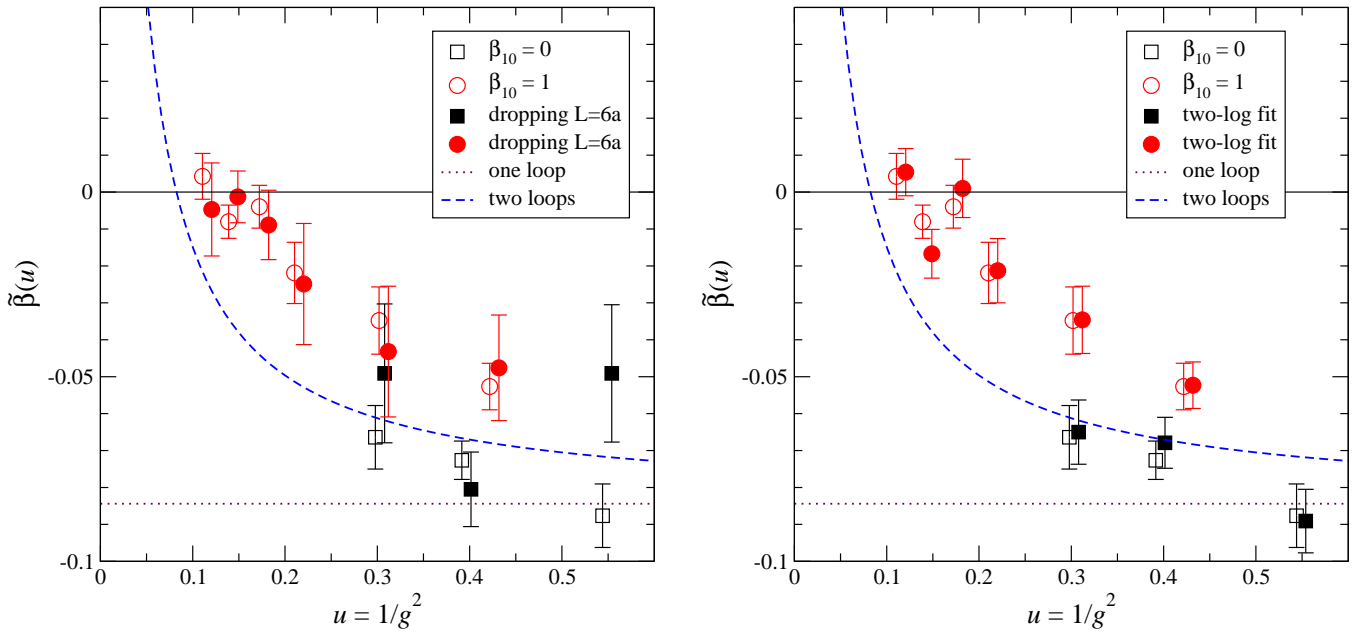 β₁₀ = 0
β₁₀ = 1
dropping L=6a
dropping L=6a
one loop
two loops
0
-0.05
-0.1
β̃(u)
0 0.1 0.2 0.3 0.4 0.5
u = 1/g²
β₁₀ = 0
β₁₀ = 1
two-log fit
two-log fit
one loop
two loops
0
-0.05
-0.1
β̃(u)
0 0.1 0.2 0.3 0.4 0.5
u = 1/g²